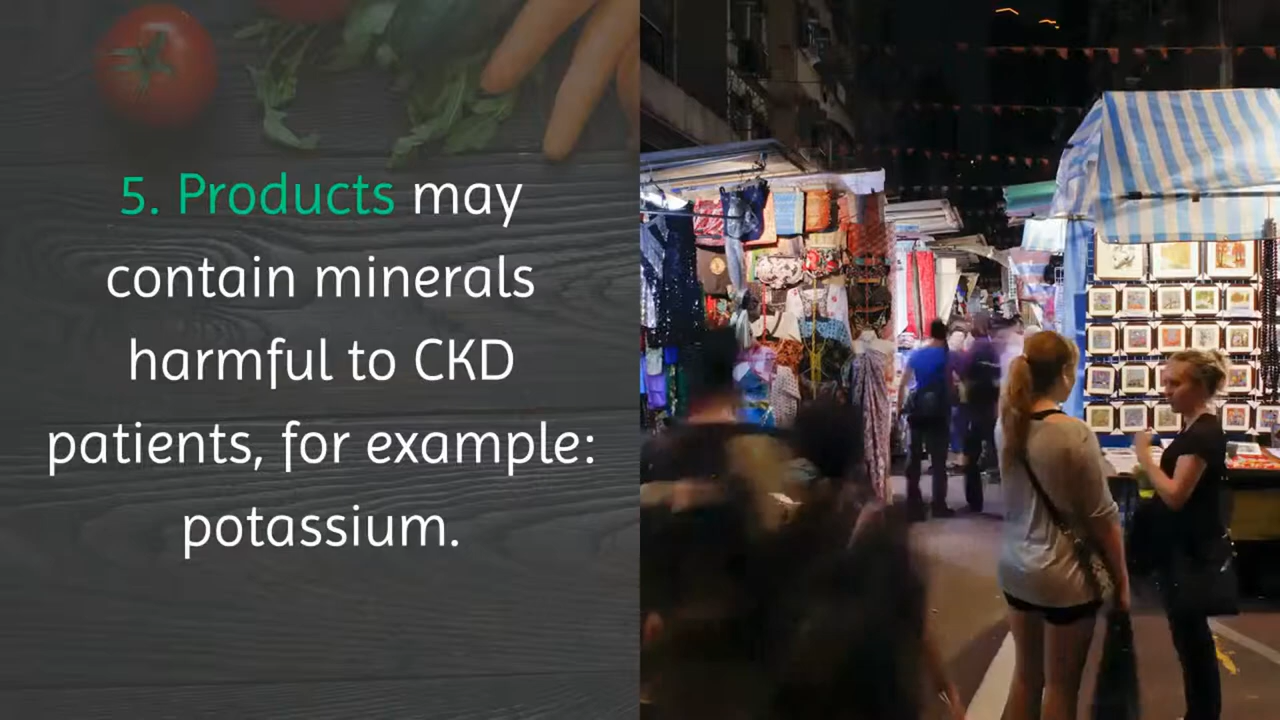 5. Products may
contain minerals
harmful to CKD
patients, for example:
potassium.